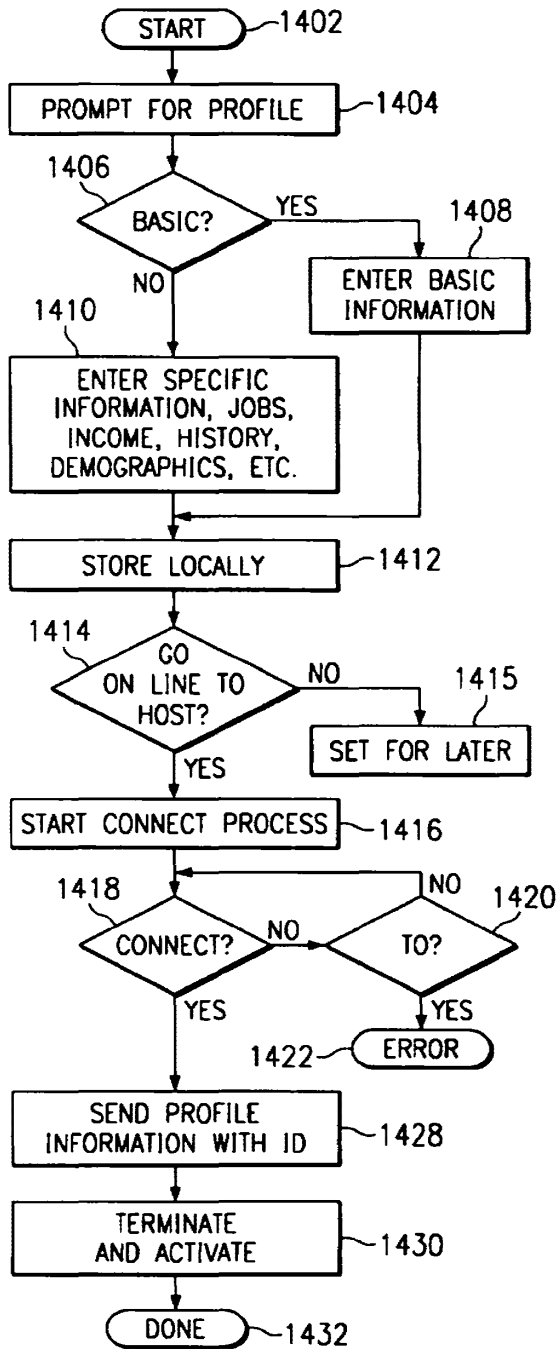 START
1402
PROMPT FOR PROFILE
1404
1406
BASIC?
YES
NO
1408
ENTER BASIC
INFORMATION
1410
ENTER SPECIFIC
INFORMATION, JOBS,
INCOME, HISTORY,
DEMOGRAPHICS, ETC.
STORE LOCALLY
1412
1414
GO
ON LINE TO
HOST?
NO
YES
1415
SET FOR LATER
START CONNECT PROCESS
1416
1418
CONNECT?
NO
YES
NO
1420
TO?
YES
1422
ERROR
SEND PROFILE
INFORMATION WITH ID
1428
TERMINATE
AND ACTIVATE
1430
DONE
1432